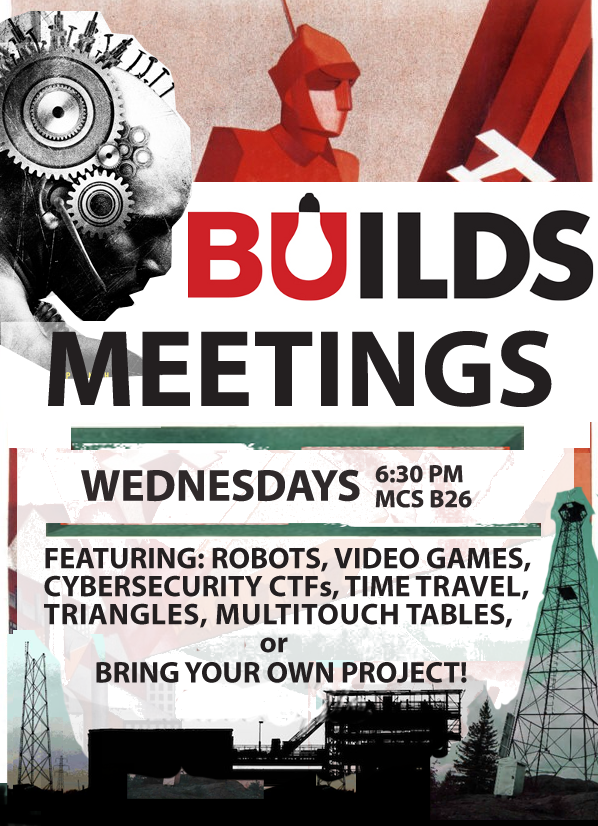 BUILDS
MEETINGS
WEDNESDAYS
6:30 PM
MCS B26
FEATURING: ROBOTS, VIDEO GAMES,
CYBERSECURITY CTFs, TIME TRAVEL,
TRIANGLES, MULTITOUCH TABLES,
or
BRING YOUR OWN PROJECT!